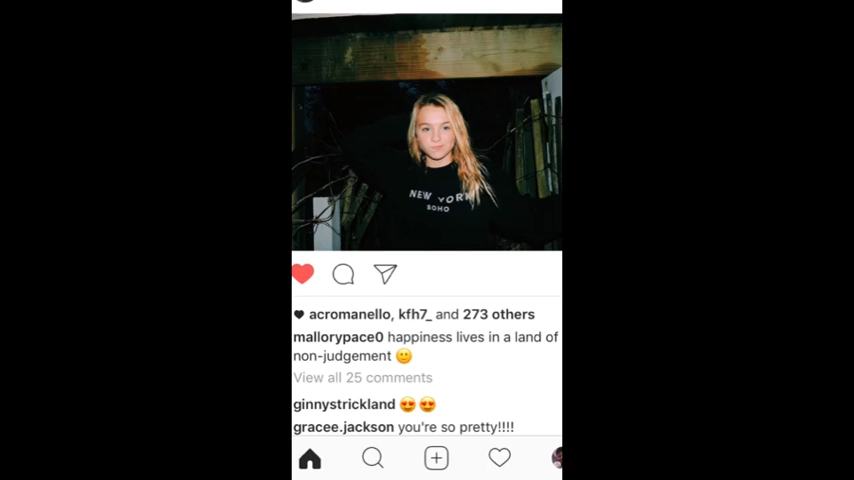 NEW YORK
SOHO
acromanello, kfh7_ and 273 others
mallorypace0 happiness lives in a land of
non-judgement 🙂
View all 25 comments
ginnystrickland 😍😍
gracee.jackson you're so pretty!!!!